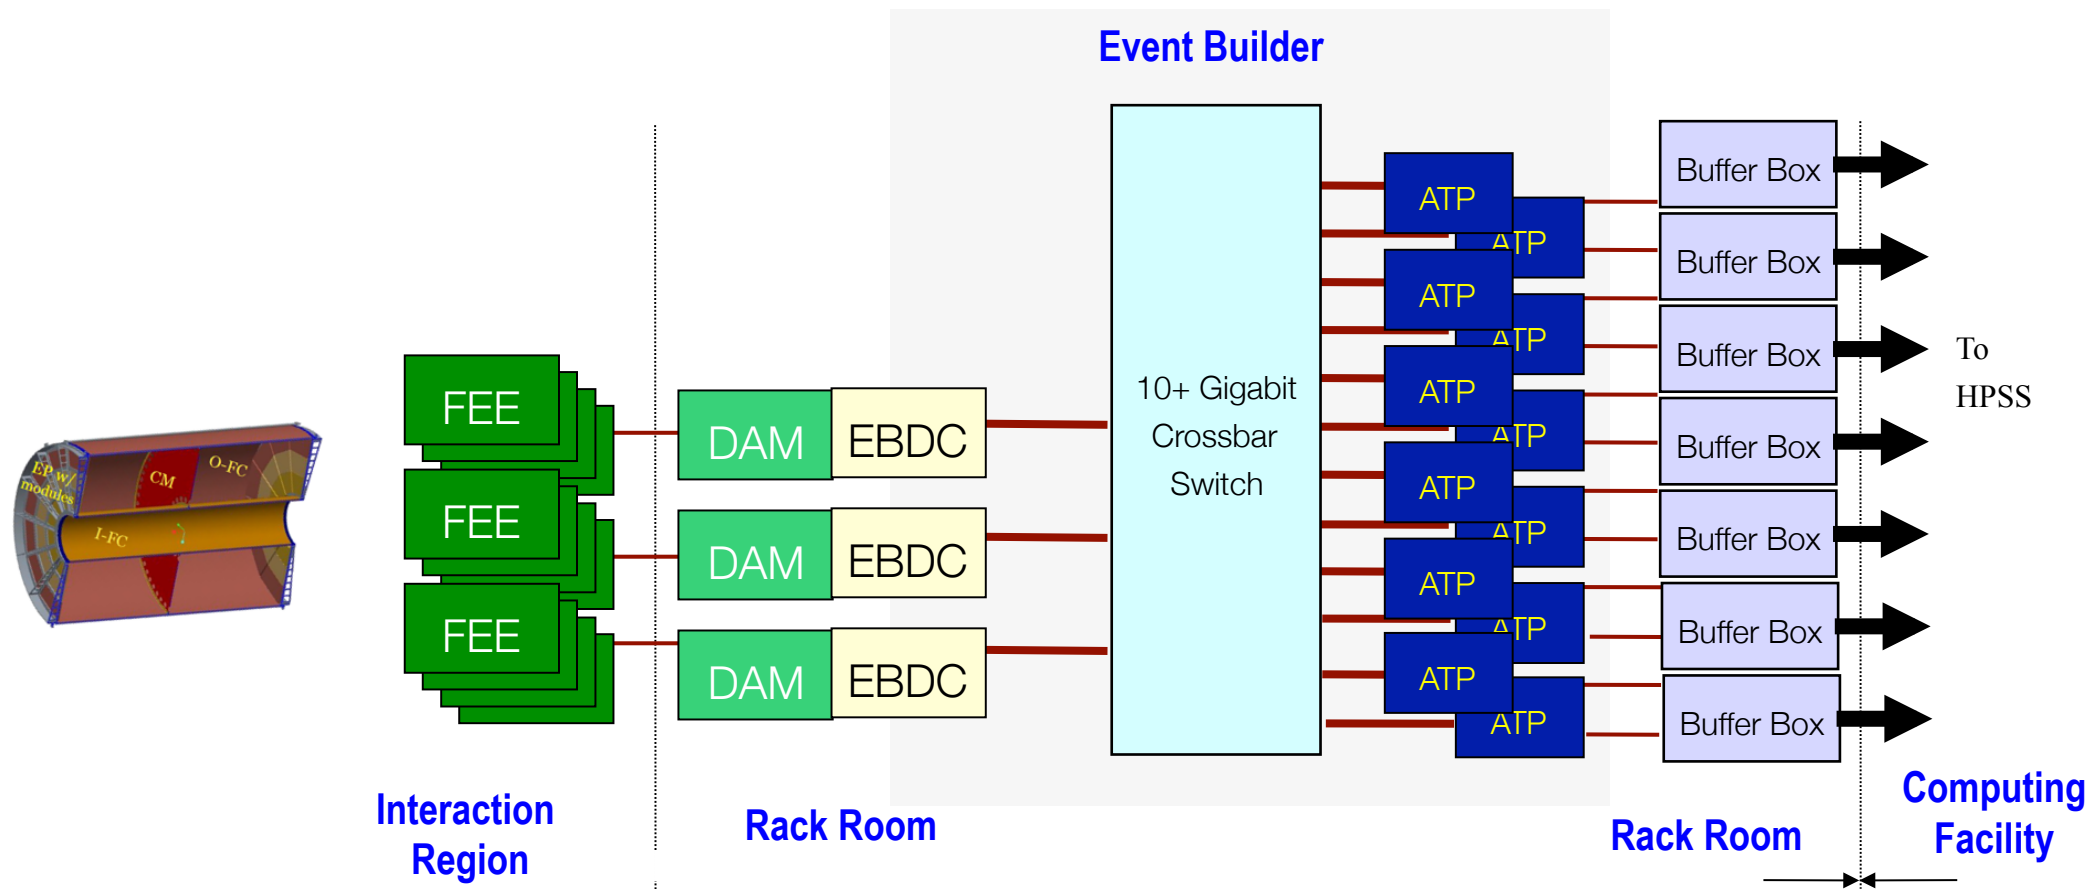 Event Builder
EP w/
modules
CM
O-FC
I-FC
FEE
FEE
FEE
DAM
EBDC
DAM
EBDC
DAM
EBDC
10+ Gigabit
Crossbar
Switch
ATP
ATP
ATP
ATP
ATP
ATP
ATP
ATP
ATP
ATP
ATP
ATP
Buffer Box
Buffer Box
Buffer Box
Buffer Box
Buffer Box
Buffer Box
Buffer Box
To
HPSS
Interaction
Region
Rack Room
Rack Room
Computing
Facility